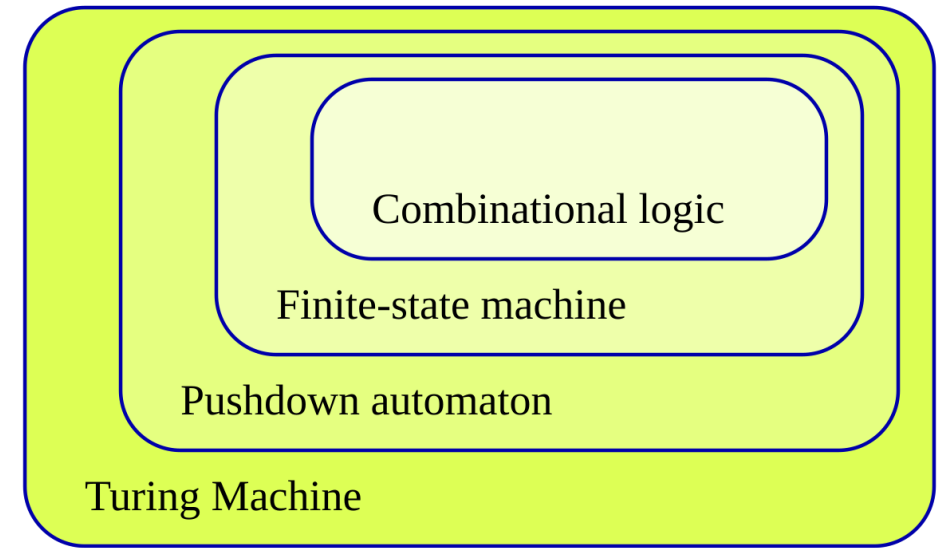 Combinational logic
Finite-state machine
Pushdown automaton
Turing Machine